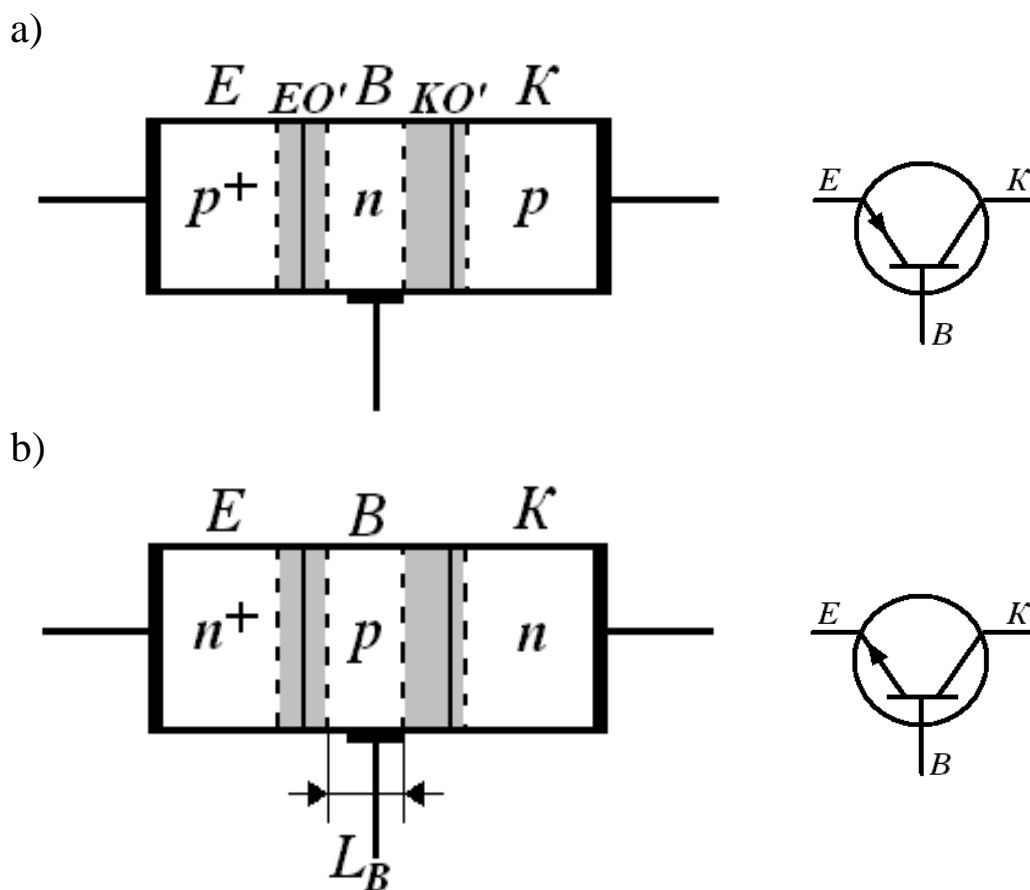 a)
E EO' B KO' К
p+ n p
E К
B
b)
E B К
n+ p n
E К
B
L_B